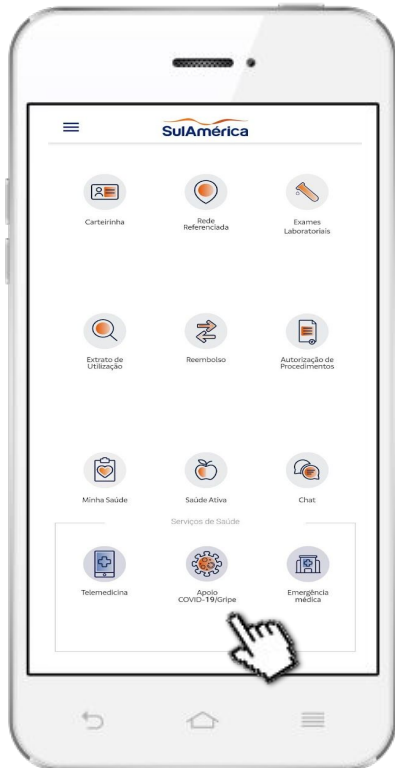 SulAmérica
Carteirinha
Rede
Referenciada
Exames
Laboratoriais
Extrato de
Utilização
Reembolso
Autorização de
Procedimentos
Minha Saúde
Saúde Ativa
Chat
Serviços de Saúde
Telemedicina
Apoio
COVID-19/Gripe
Emergência
médica